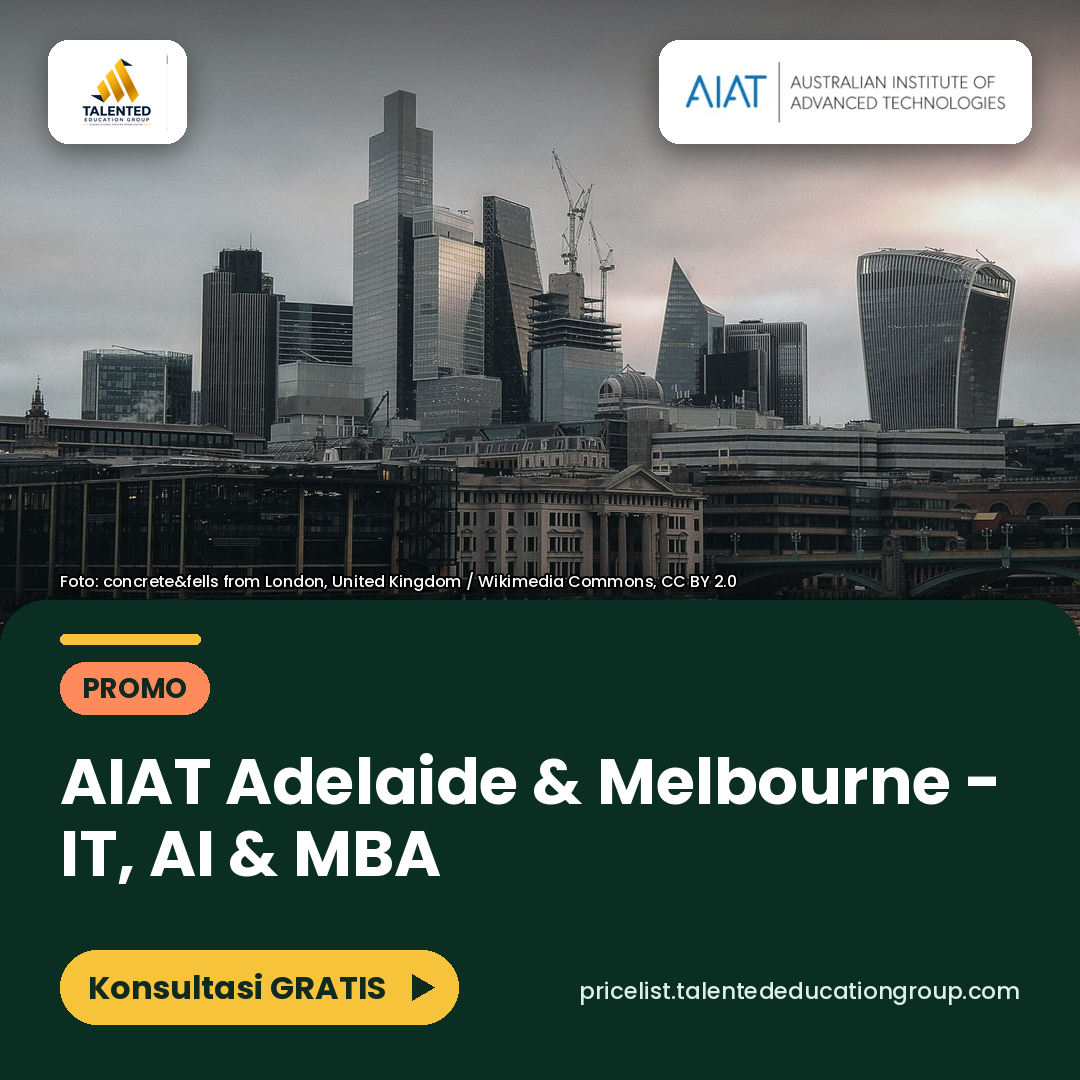 TALENTED
EDUCATION GROUP
AIAT
AUSTRALIAN INSTITUTE OF
ADVANCED TECHNOLOGIES
Foto: concrete&fells from London, United Kingdom / Wikimedia Commons, CC BY 2.0
PROMO
AIAT Adelaide & Melbourne -
IT, AI & MBA
Konsultasi GRATIS
pricelist.talentededucationgroup.com